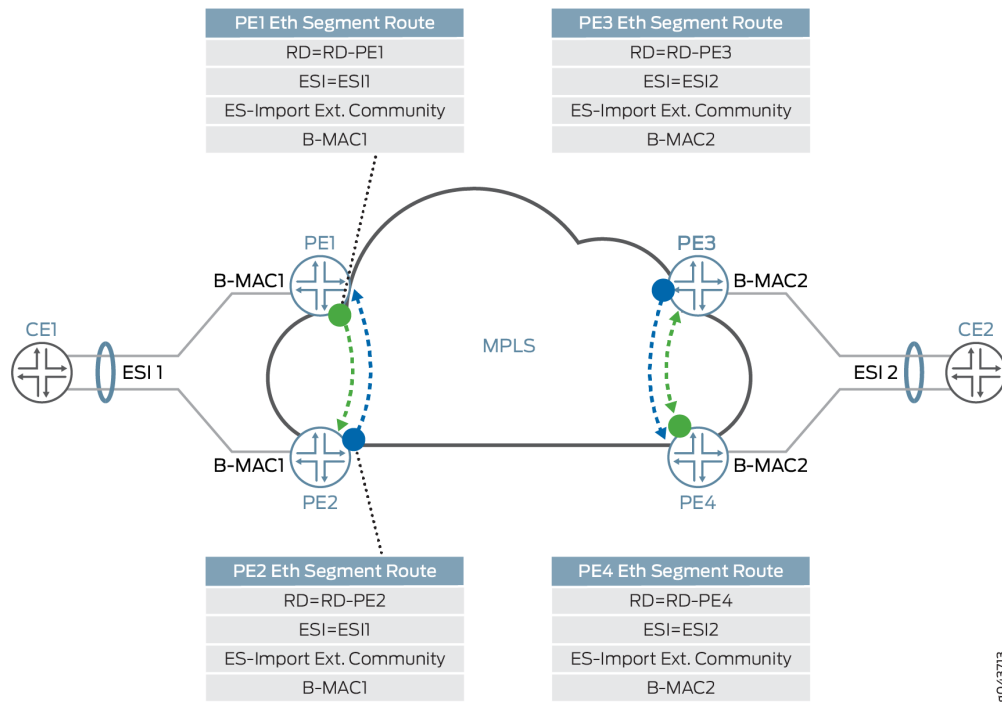 PE1 Eth Segment Route
RD=RD-PE1
ESI=ESI1
ES-Import Ext. Community
B-MAC1
PE3 Eth Segment Route
RD=RD-PE3
ESI=ESI2
ES-Import Ext. Community
B-MAC2
PE1
PE3
B-MAC1
B-MAC2
CE1
MPLS
CE2
ESI 1
ESI 2
B-MAC1
B-MAC2
PE2
PE4
PE2 Eth Segment Route
RD=RD-PE2
ESI=ESI1
ES-Import Ext. Community
B-MAC1
PE4 Eth Segment Route
RD=RD-PE4
ESI=ESI2
ES-Import Ext. Community
B-MAC2
g043713